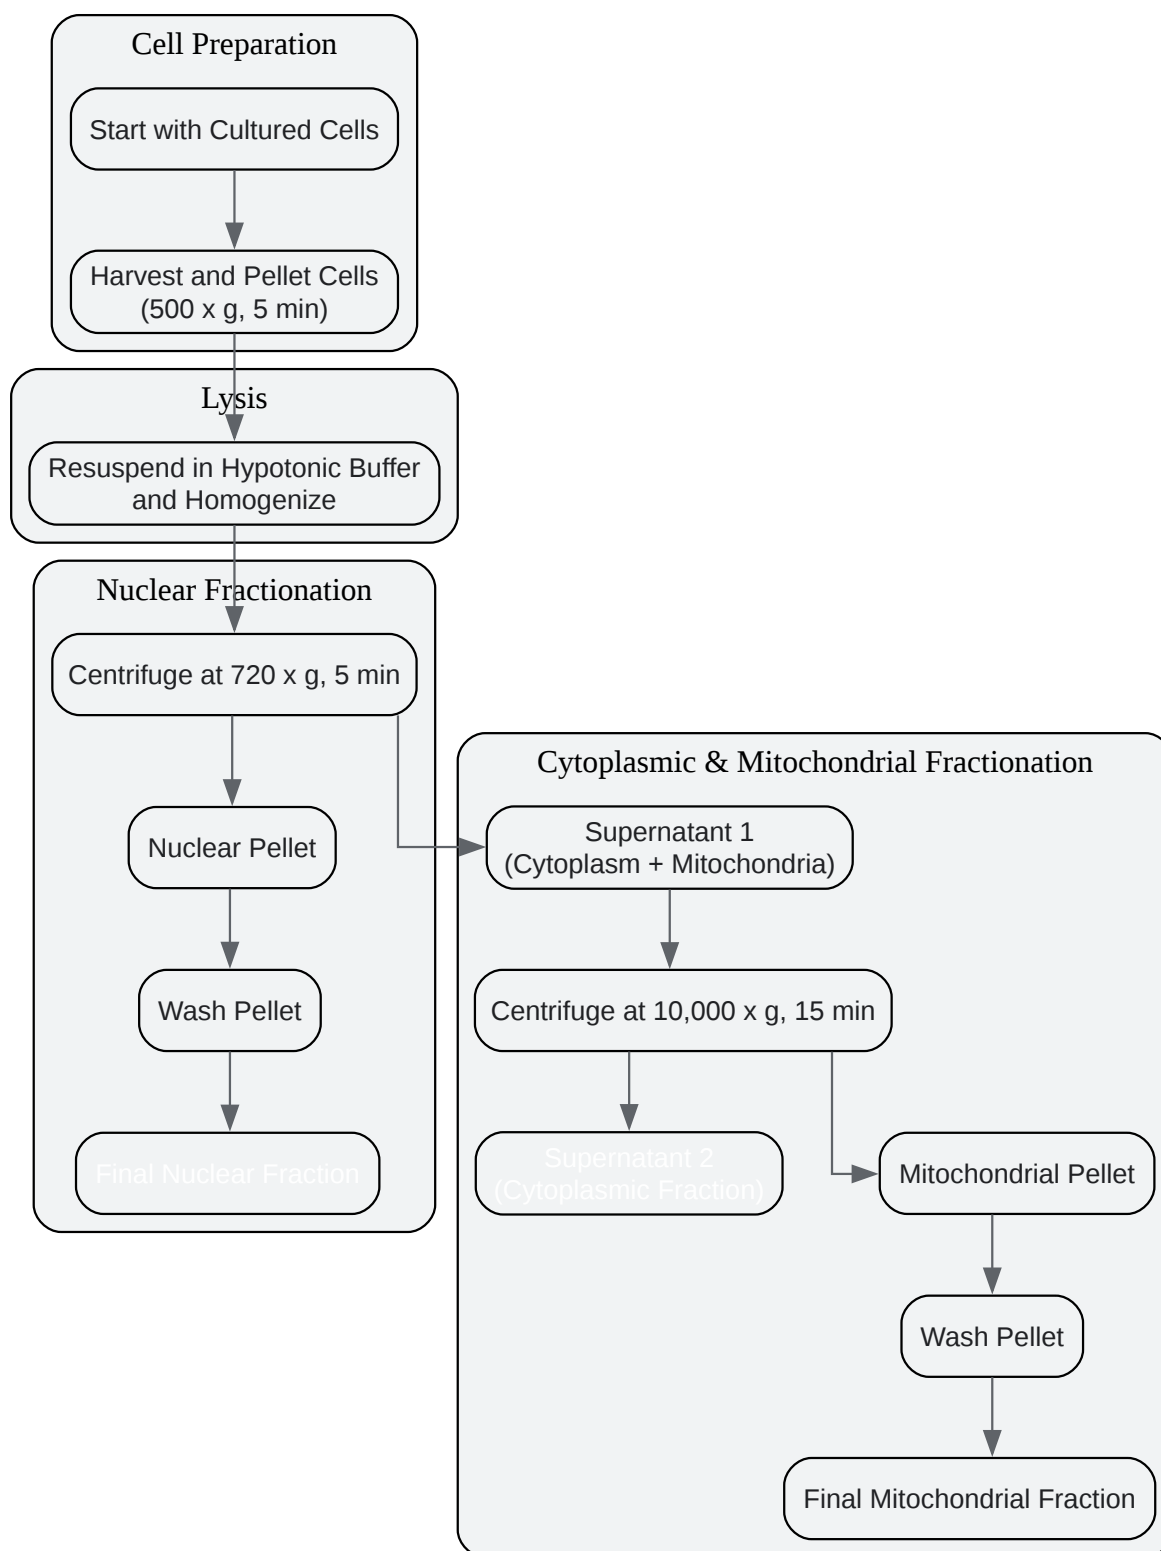 Cell Preparation
Start with Cultured Cells
Harvest and Pellet Cells
(500 x g, 5 min)
Lysis
Resuspend in Hypotonic Buffer
and Homogenize
Nuclear Fractionation
Centrifuge at 720 x g, 5 min
Nuclear Pellet
Wash Pellet
Final Nuclear Fraction
Cytoplasmic & Mitochondrial Fractionation
Supernatant 1
(Cytoplasm + Mitochondria)
Centrifuge at 10,000 x g, 15 min
Supernatant 2
(Cytoplasmic Fraction)
Mitochondrial Pellet
Wash Pellet
Final Mitochondrial Fraction